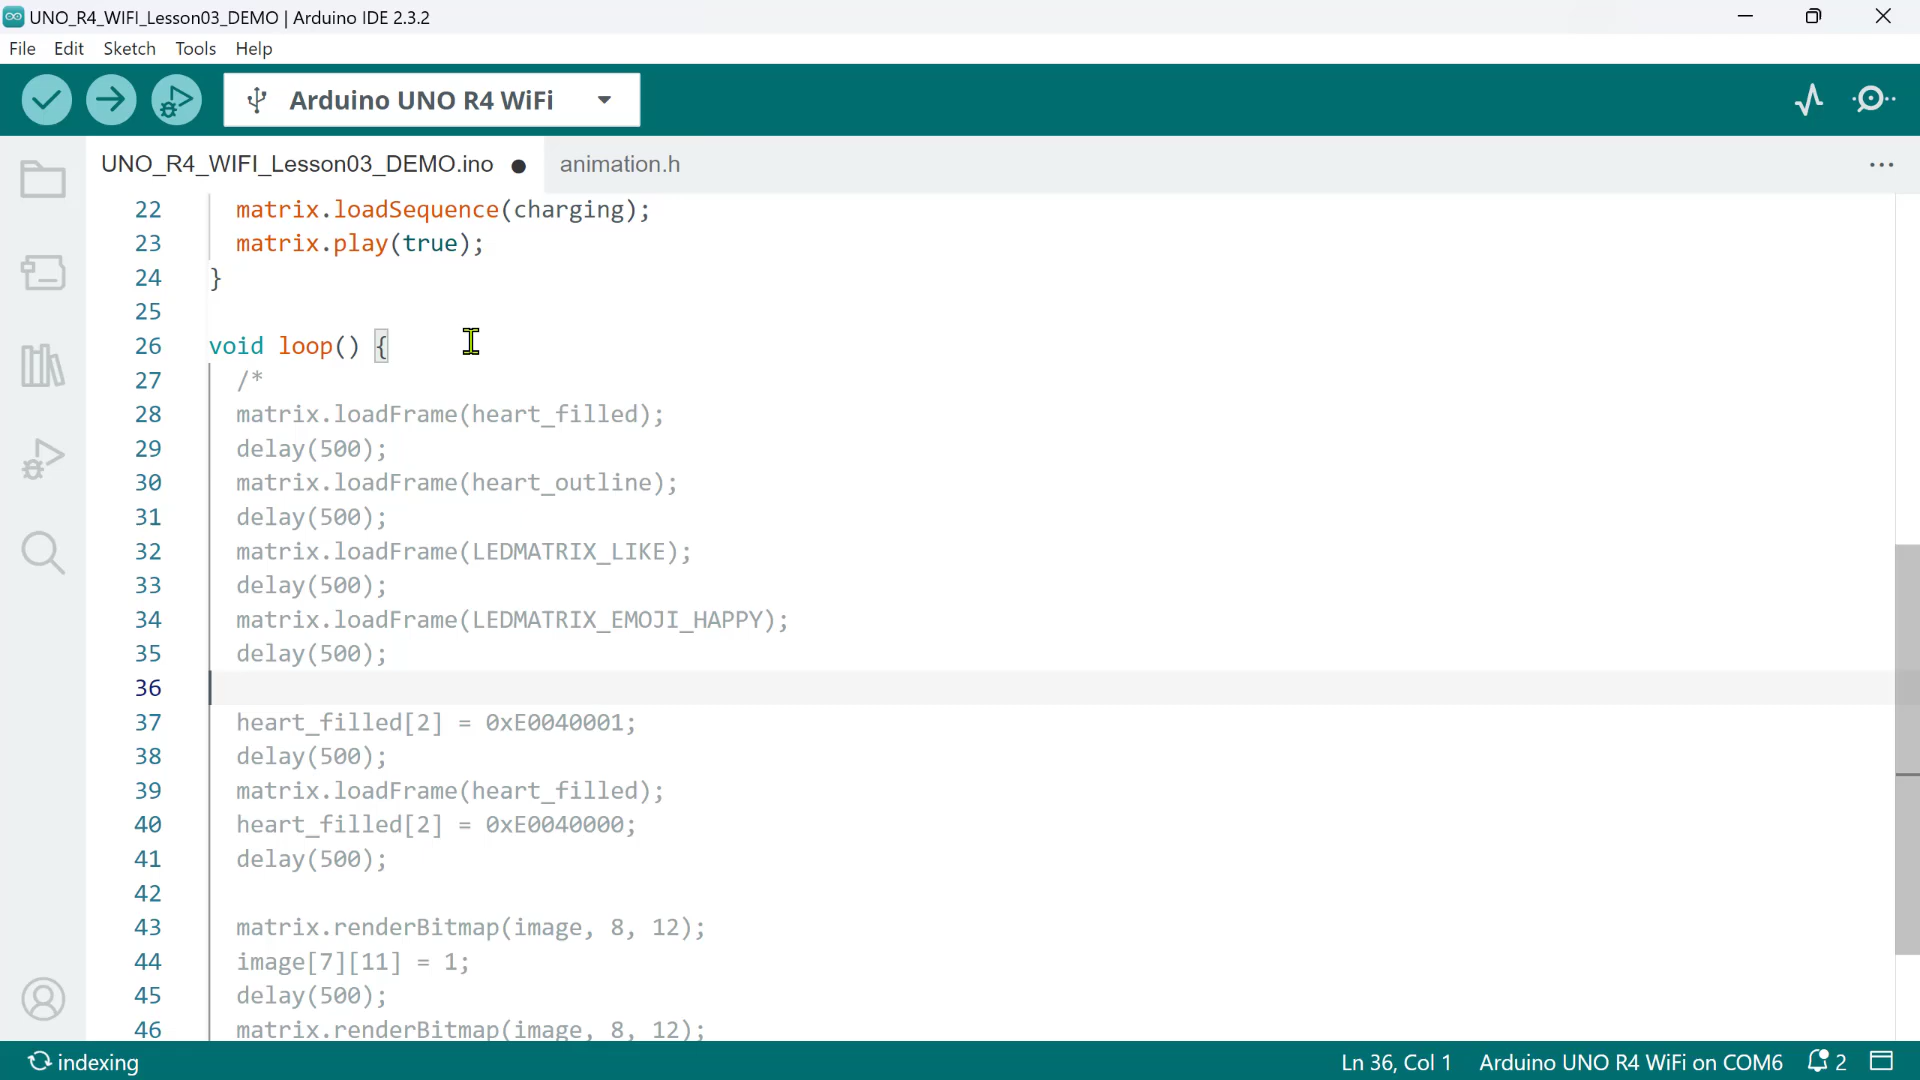 UNO_R4_WIFI_Lesson03_DEMO | Arduino IDE 2.3.2
File Edit Sketch Tools Help
Arduino UNO R4 WiFi
UNO_R4_WIFI_Lesson03_DEMO.ino animation.h
22 matrix.loadSequence(charging);
23 matrix.play(true);
24 }
25
26 void loop() {
27 /*
28 matrix.loadFrame(heart_filled);
29 delay(500);
30 matrix.loadFrame(heart_outline);
31 delay(500);
32 matrix.loadFrame(LEDMATRIX_LIKE);
33 delay(500);
34 matrix.loadFrame(LEDMATRIX_EMOJI_HAPPY);
35 delay(500);
36
37 heart_filled[2] = 0xE0040001;
38 delay(500);
39 matrix.loadFrame(heart_filled);
40 heart_filled[2] = 0xE0040000;
41 delay(500);
42
43 matrix.renderBitmap(image, 8, 12);
44 image[7][11] = 1;
45 delay(500);
46 matrix.renderBitmap(image, 8, 12);
indexing Ln 36, Col 1 Arduino UNO R4 WiFi on COM6 2